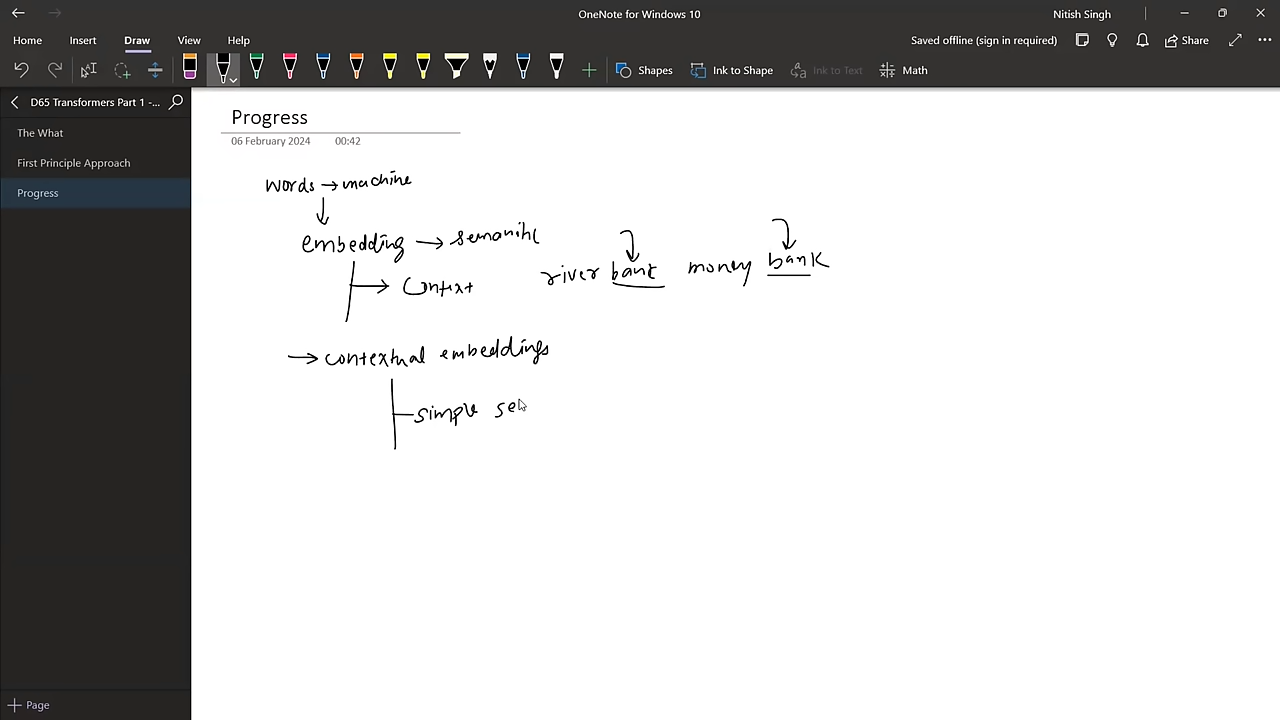 OneNote for Windows 10
Nitish Singh
Home Insert Draw View Help
Saved offline (sign in required) Share
Shapes Ink to Shape Ink to Text Math
D65 Transformers Part 1 -...
The What
First Principle Approach
Progress
Page
Progress
06 February 2024 00:42
words → machine
embedding → semantic
→ context
river bank money bank
→ contextual embeddings
simple se